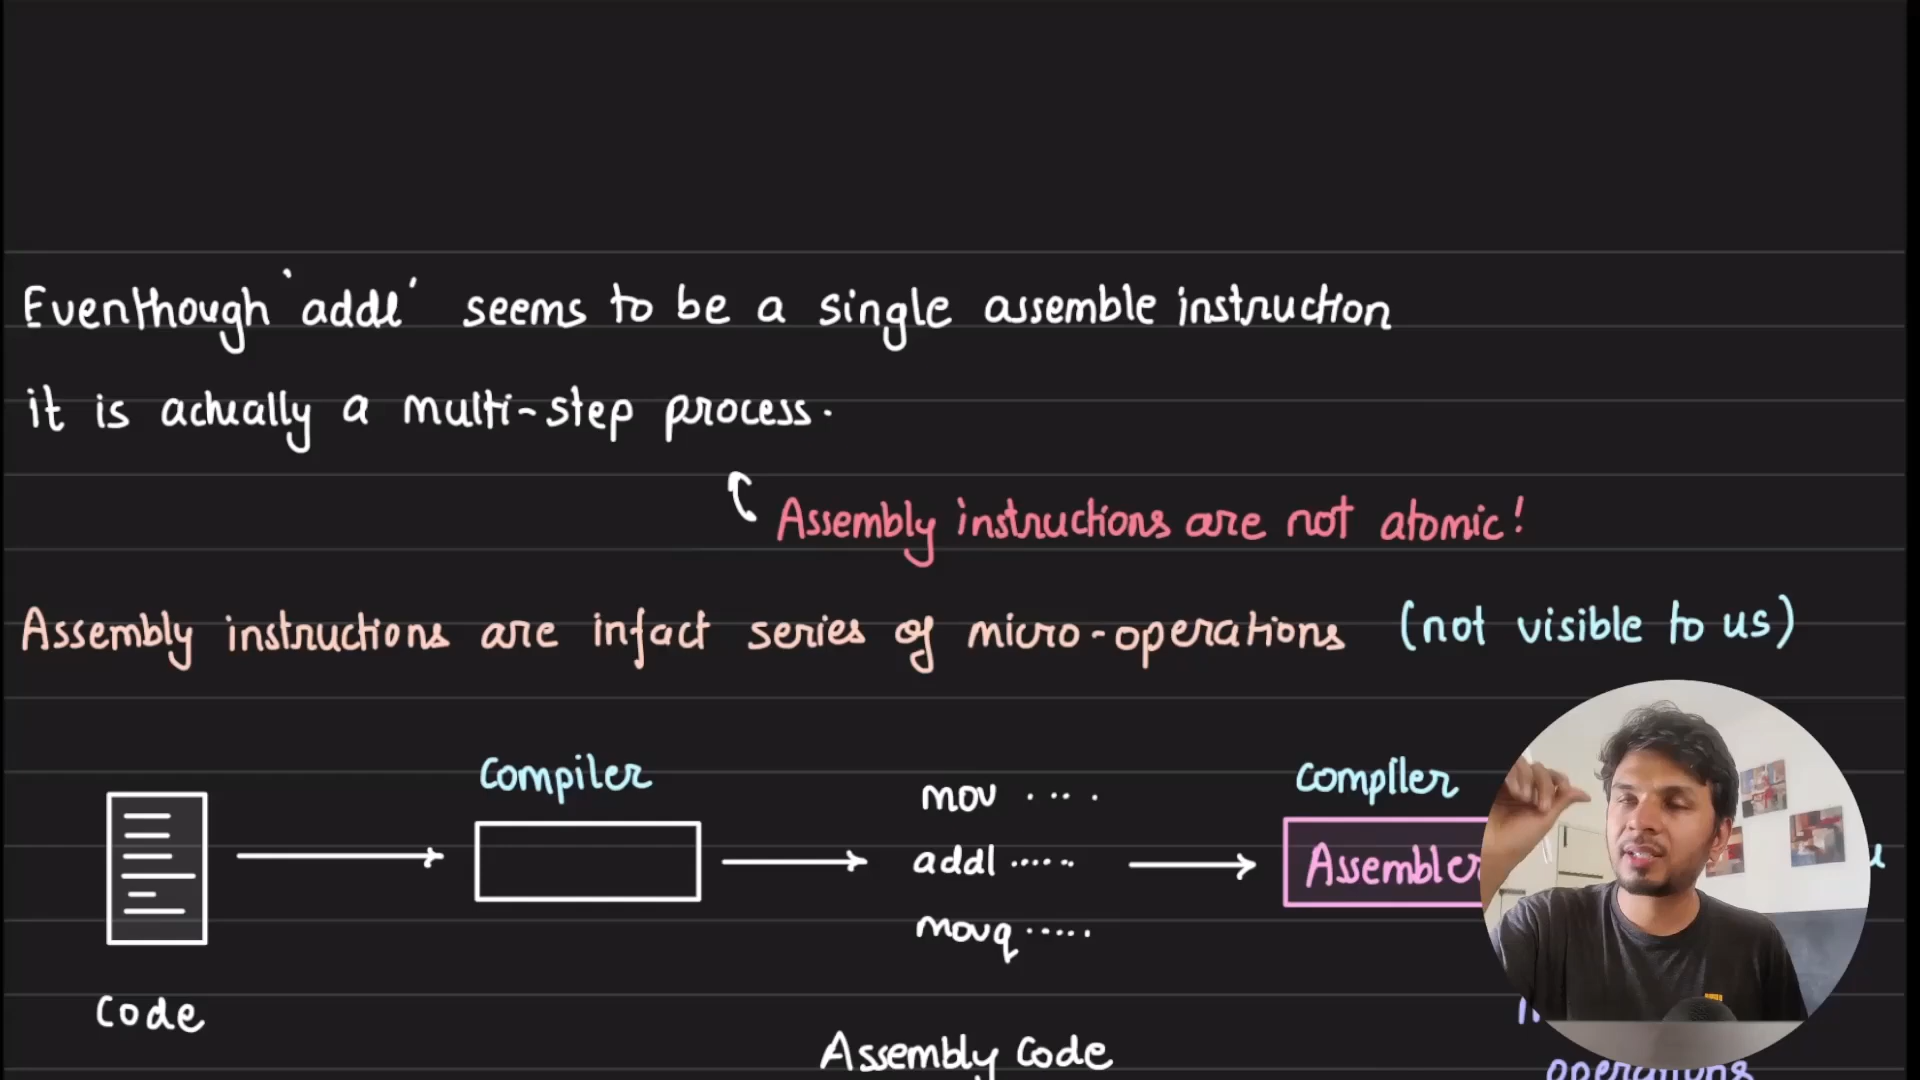 Eventhough 'addl' seems to be a single assemble instruction
it is actually a multi-step process.
Assembly instructions are not atomic!
Assembly instructions are infact series of micro-operations (not visible to us)
Compiler
compiler
mov ....
addl .....
Assembler
movq .....
Code
Assembly Code
operations